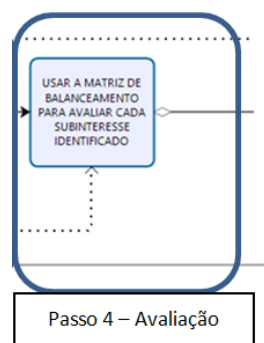 USAR A MATRIZ DE
BALANCEAMENTO
PARA AVALIAR CADA
SUBINTERESSE
IDENTIFICADO
Passo 4 – Avaliação